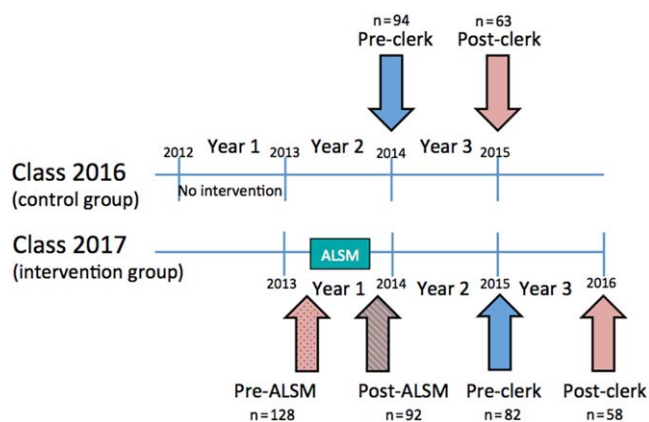 n=94
Pre-clerk
n=63
Post-clerk
2012 Year 1 2013 Year 2 2014 Year 3 2015
Class 2016
(control group)
No intervention
Class 2017
(intervention group)
ALSM
2013 Year 1 2014 Year 2 2015 Year 3 2016
Pre-ALSM
n=128
Post-ALSM
n=92
Pre-clerk
n=82
Post-clerk
n=58